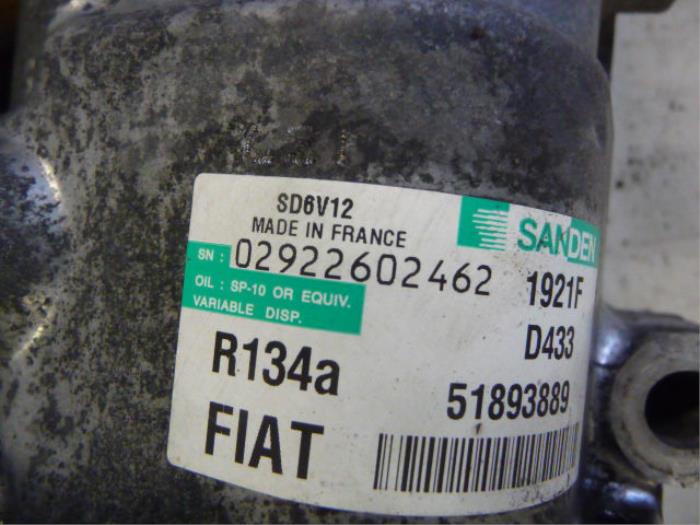 SD6V12
MADE IN FRANCE
SANDEN
SN : 02922602462
1921F
OIL : SP-10 OR EQUIV.
VARIABLE DISP.
D433
R134a
51893889
FIAT